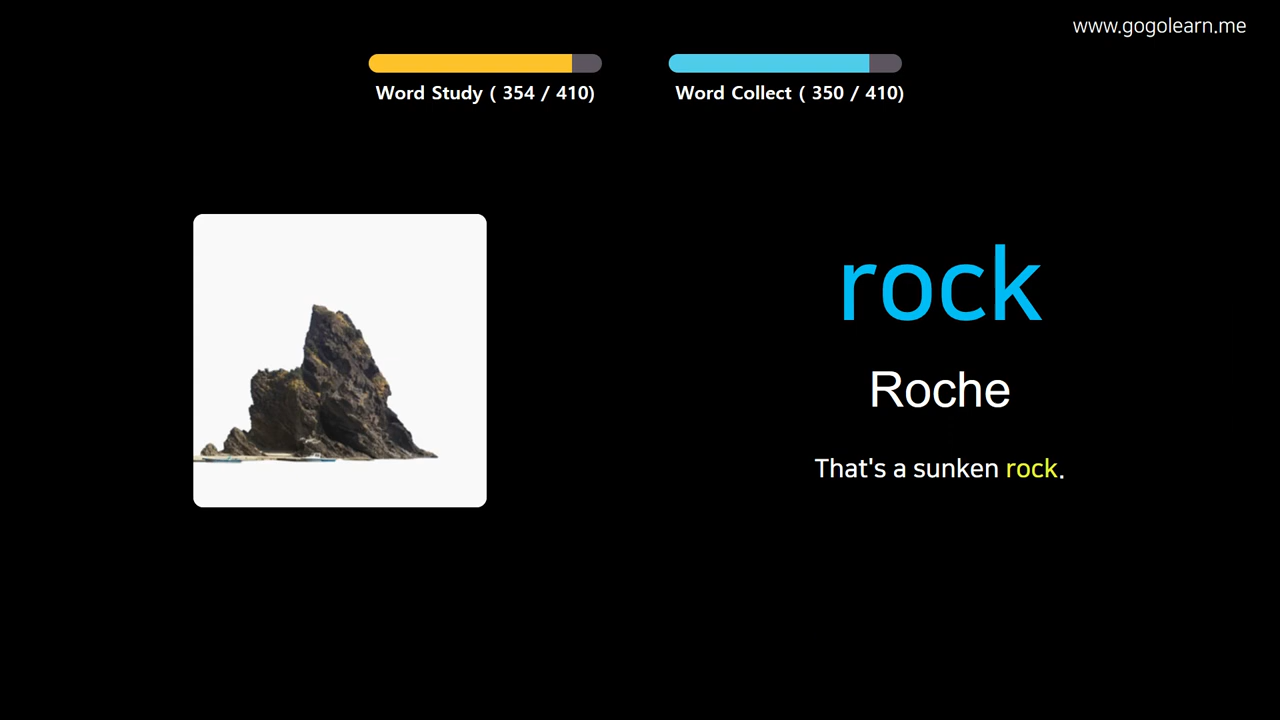 www.gogolearn.me
Word Study ( 354 / 410)
Word Collect ( 350 / 410)
rock
Roche
That's a sunken rock.